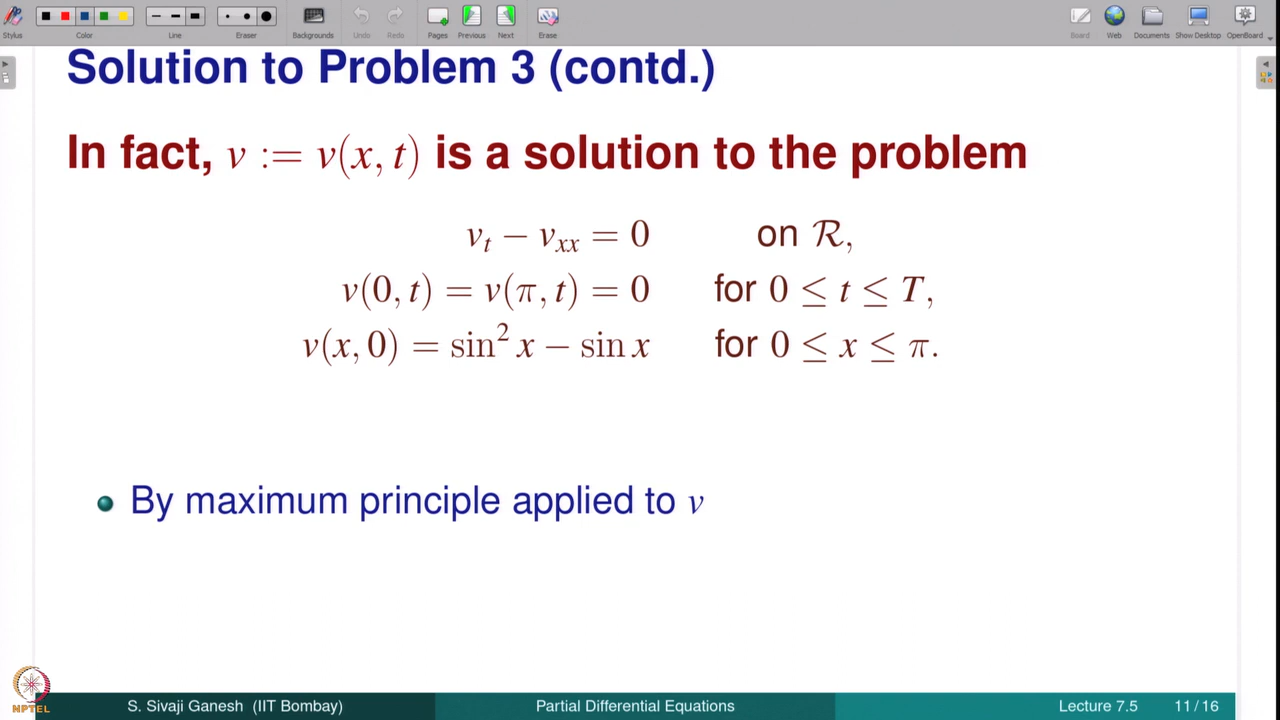 Stylus Color Line Eraser Backgrounds Undo Redo Pages Previous Next Erase Board Web Documents Show Desktop OpenBoard
Solution to Problem 3 (contd.)
In fact, v := v(x, t) is a solution to the problem
vₜ − vₓₓ = 0 on ℛ,
v(0, t) = v(π, t) = 0 for 0 ≤ t ≤ T,
v(x, 0) = sin² x − sin x for 0 ≤ x ≤ π.
By maximum principle applied to v
NPTEL
S. Sivaji Ganesh (IIT Bombay) Partial Differential Equations Lecture 7.5 11 / 16